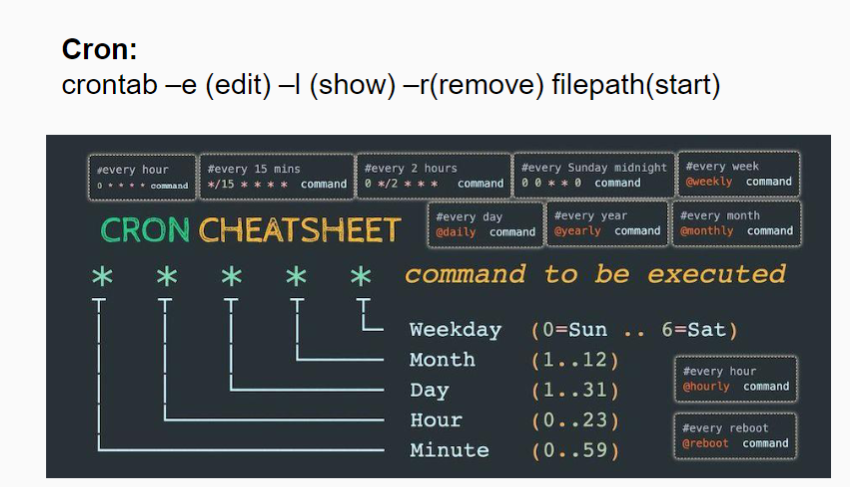 Cron:
crontab –e (edit) –l (show) –r(remove) filepath(start)
#every hour
0 * * * * command
#every 15 mins
*/15 * * * * command
#every 2 hours
0 */2 * * * command
#every Sunday midnight
0 0 * * 0 command
#every week
@weekly command
CRON CHEATSHEET
#every day
@daily command
#every year
@yearly command
#every month
@monthly command
* * * * * command to be executed
Weekday (0=Sun .. 6=Sat)
Month (1..12)
Day (1..31)
Hour (0..23)
Minute (0..59)
#every hour
@hourly command
#every reboot
@reboot command